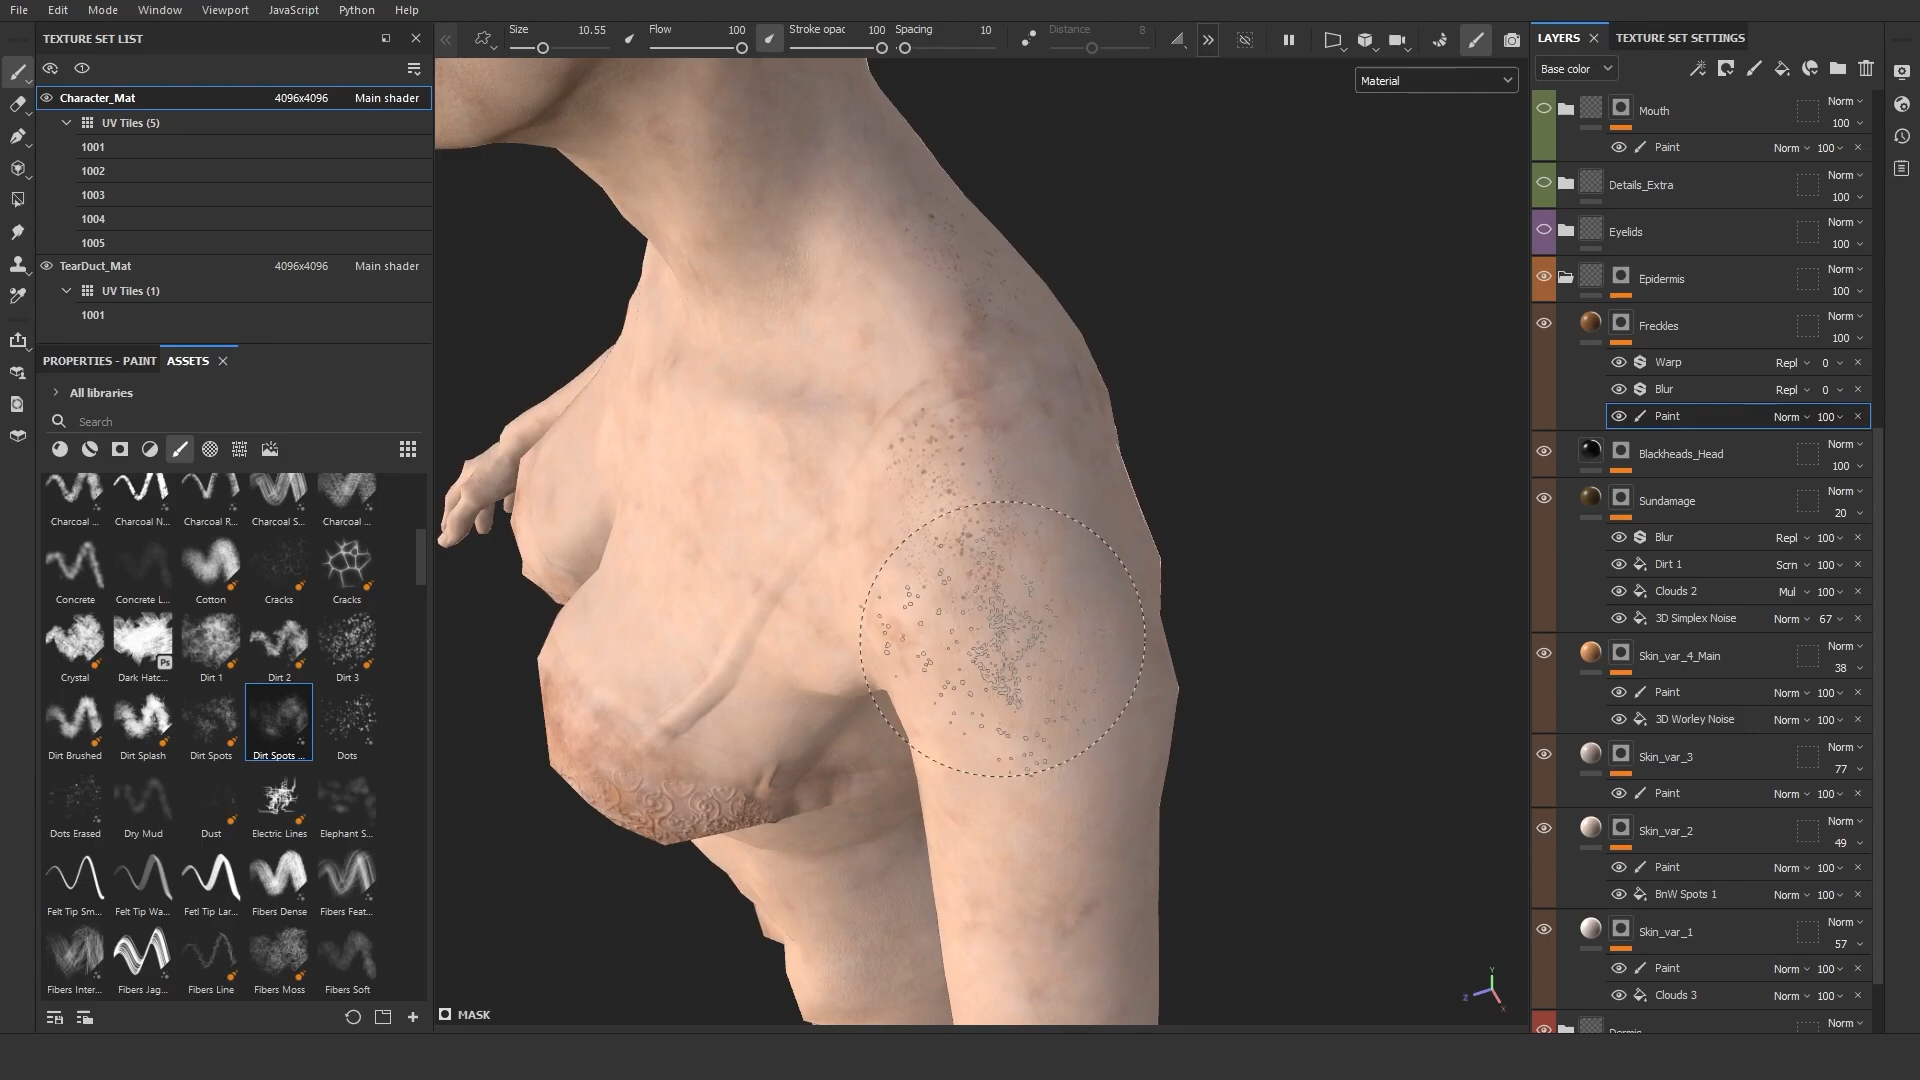 File Edit Mode Window Viewport JavaScript Python Help
TEXTURE SET LIST
Character_Mat 4096x4096 Main shader
UV Tiles (5)
1001
1002
1003
1004
1005
TearDuct_Mat 4096x4096 Main shader
UV Tiles (1)
1001
PROPERTIES - PAINT ASSETS
All libraries
Search
Charcoal ... Charcoal N... Charcoal R... Charcoal S... Charcoal ...
Concrete Concrete L... Cotton Cracks Cracks
Ps
Crystal Dark Hatc... Dirt 1 Dirt 2 Dirt 3
Dirt Brushed Dirt Splash Dirt Spots Dirt Spots ... Dots
Dots Erased Dry Mud Dust Electric Lines Elephant S...
Felt Tip Sm... Felt Tip Wa... Fetl Tip Lar... Fibers Dense Fibers Feat...
Fibers Inter... Fibers Jag... Fibers Line Fibers Moss Fibers Soft
Size 10.55 Flow 100 Stroke opac 100 Spacing 10 Distance 8
Material
MASK
Y
Z
X
LAYERS TEXTURE SET SETTINGS
Base color
Mouth Norm 100
Paint Norm 100
Details_Extra Norm 100
Eyelids Norm 100
Epidermis Norm 100
Freckles Norm 100
Warp Repl 0
Blur Repl 0
Paint Norm 100
Blackheads_Head Norm 100
Sundamage Norm 20
Blur Repl 100
Dirt 1 Scrn 100
Clouds 2 Mul 100
3D Simplex Noise Norm 67
Skin_var_4_Main Norm 38
Paint Norm 100
3D Worley Noise Norm 100
Skin_var_3 Norm 77
Paint Norm 100
Skin_var_2 Norm 49
Paint Norm 100
BnW Spots 1 Norm 100
Skin_var_1 Norm 57
Paint Norm 100
Clouds 3 Norm 100
Dermis Norm